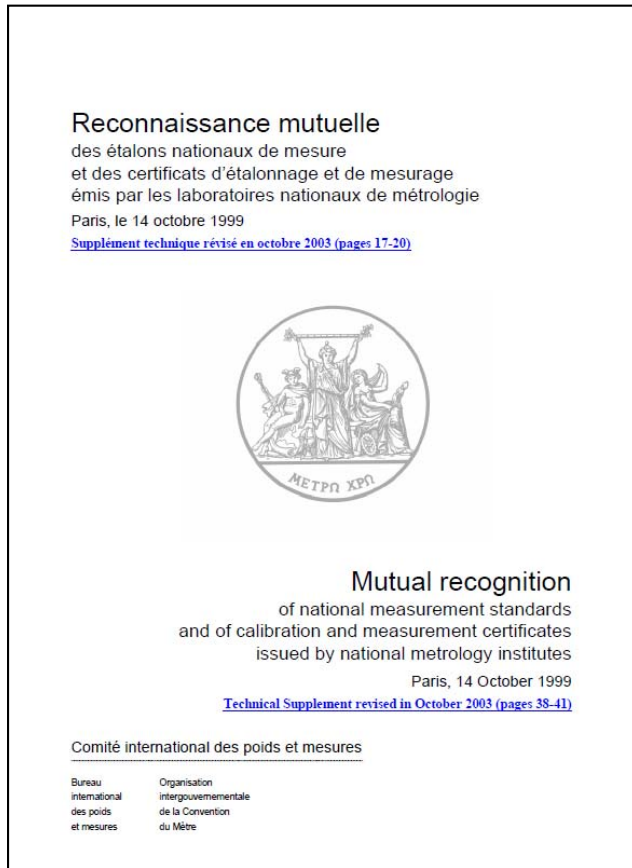 Reconnaissance mutuelle
des étalons nationaux de mesure
et des certificats d'étalonnage et de mesurage
émis par les laboratoires nationaux de métrologie
Paris, le 14 octobre 1999
Supplément technique révisé en octobre 2003 (pages 17-20)
ΜΕΤΡΩ ΧΡΩ
Mutual recognition
of national measurement standards
and of calibration and measurement certificates
issued by national metrology institutes
Paris, 14 October 1999
Technical Supplement revised in October 2003 (pages 38-41)
Comité international des poids et mesures
Bureau
international
des poids
et mesures
Organisation
intergouvernementale
de la Convention
du Mètre